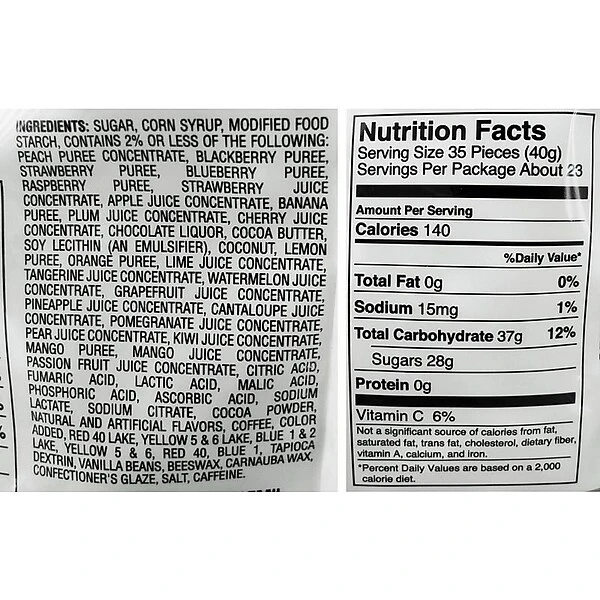 INGREDIENTS: SUGAR, CORN SYRUP, MODIFIED FOOD
STARCH, CONTAINS 2% OR LESS OF THE FOLLOWING:
PEACH PUREE CONCENTRATE, BLACKBERRY PUREE,
STRAWBERRY PUREE, BLUEBERRY PUREE,
RASPBERRY PUREE, STRAWBERRY JUICE
CONCENTRATE, APPLE JUICE CONCENTRATE, BANANA
PUREE, PLUM JUICE CONCENTRATE, CHERRY JUICE
CONCENTRATE, CHOCOLATE LIQUOR, COCOA BUTTER,
SOY LECITHIN (AN EMULSIFIER), COCONUT, LEMON
PUREE, ORANGE PUREE, LIME JUICE CONCENTRATE,
TANGERINE JUICE CONCENTRATE, WATERMELON JUICE
CONCENTRATE, GRAPEFRUIT JUICE CONCENTRATE,
PINEAPPLE JUICE CONCENTRATE, CANTALOUPE JUICE
CONCENTRATE, POMEGRANATE JUICE CONCENTRATE,
PEAR JUICE CONCENTRATE, KIWI JUICE CONCENTRATE,
MANGO PUREE, MANGO JUICE CONCENTRATE,
PASSION FRUIT JUICE CONCENTRATE, CITRIC ACID,
FUMARIC ACID, LACTIC ACID, MALIC ACID,
PHOSPHORIC ACID, ASCORBIC ACID, SODIUM
LACTATE, SODIUM CITRATE, COCOA POWDER,
NATURAL AND ARTIFICIAL FLAVORS, COFFEE, COLOR
ADDED, RED 40 LAKE, YELLOW 5 & 6 LAKE, BLUE 1 & 2
LAKE, YELLOW 5 & 6, RED 40, BLUE 1, TAPIOCA
DEXTRIN, VANILLA BEANS, BEESWAX, CARNAUBA WAX,
CONFECTIONER'S GLAZE, SALT, CAFFEINE.
Nutrition Facts
Serving Size 35 Pieces (40g)
Servings Per Package About 23
Amount Per Serving
Calories 140
%Daily Value*
Total Fat 0g 0%
Sodium 15mg 1%
Total Carbohydrate 37g 12%
Sugars 28g
Protein 0g
Vitamin C 6%
Not a significant source of calories from fat,
saturated fat, trans fat, cholesterol, dietary fiber,
vitamin A, calcium, and iron.
*Percent Daily Values are based on a 2,000
calorie diet.